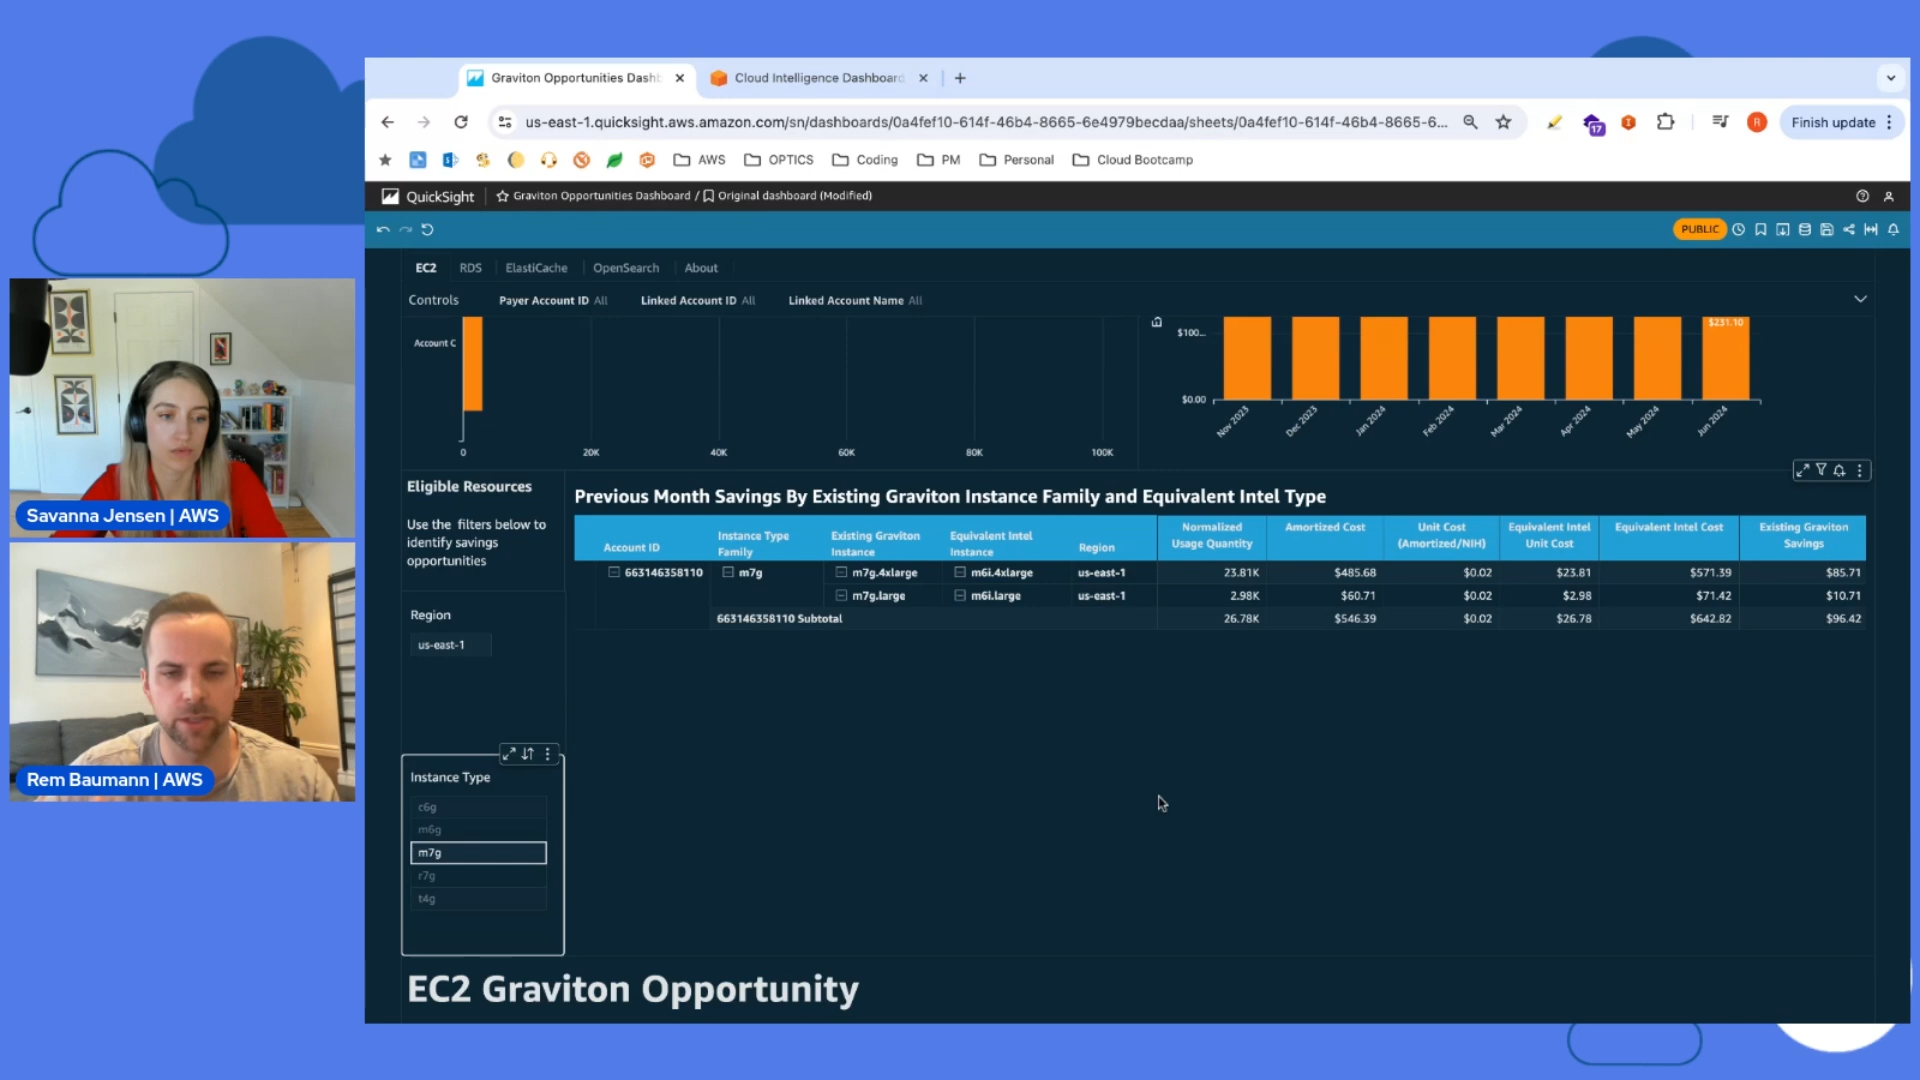 Graviton Opportunities Dashb
Cloud Intelligence Dashboard
us-east-1.quicksight.aws.amazon.com/sn/dashboards/0a4fef10-614f-46b4-8665-6e4979becdaa/sheets/0a4fef10-614f-46b4-8665-6...
17
R
Finish update
AWS
OPTICS
Coding
PM
Personal
Cloud Bootcamp
QuickSight
Graviton Opportunities Dashboard / Original dashboard (Modified)
PUBLIC
EC2
RDS
ElastiCache
OpenSearch
About
Controls
Payer Account ID All
Linked Account ID All
Linked Account Name All
Account C
0
20K
40K
60K
80K
100K
$100...
$0.00
$231.10
Nov 2023
Dec 2023
Jan 2024
Feb 2024
Mar 2024
Apr 2024
May 2024
Jun 2024
Eligible Resources
Use the filters below to
identify savings
opportunities
Region
us-east-1
Instance Type
c6g
m6g
m7g
r7g
t4g
Previous Month Savings By Existing Graviton Instance Family and Equivalent Intel Type
Account ID
Instance Type Family
Existing Graviton Instance
Equivalent Intel Instance
Region
Normalized Usage Quantity
Amortized Cost
Unit Cost (Amortized/NIH)
Equivalent Intel Unit Cost
Equivalent Intel Cost
Existing Graviton Savings
663146358110 m7g m7g.4xlarge m6i.4xlarge us-east-1 23.81K $485.68 $0.02 $23.81 $571.39 $85.71
m7g.large m6i.large us-east-1 2.98K $60.71 $0.02 $2.98 $71.42 $10.71
663146358110 Subtotal 26.78K $546.39 $0.02 $26.78 $642.82 $96.42
EC2 Graviton Opportunity
Savanna Jensen | AWS
Rem Baumann | AWS